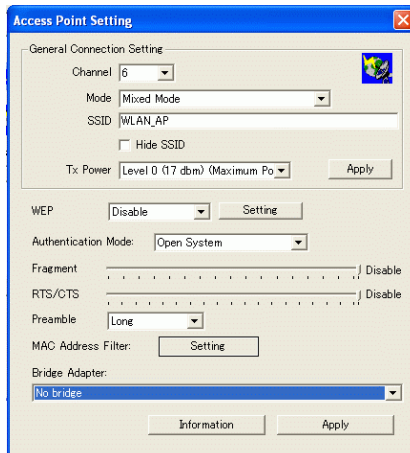 Access Point Setting
General Connection Setting
Channel 6
Mode Mixed Mode
SSID WLAN_AP
Hide SSID
Tx Power Level 0 (17 dbm) (Maximum Po Apply
WEP Disable Setting
Authentication Mode: Open System
Fragment Disable
RTS/CTS Disable
Preamble Long
MAC Address Filter: Setting
Bridge Adapter:
No bridge
Information Apply